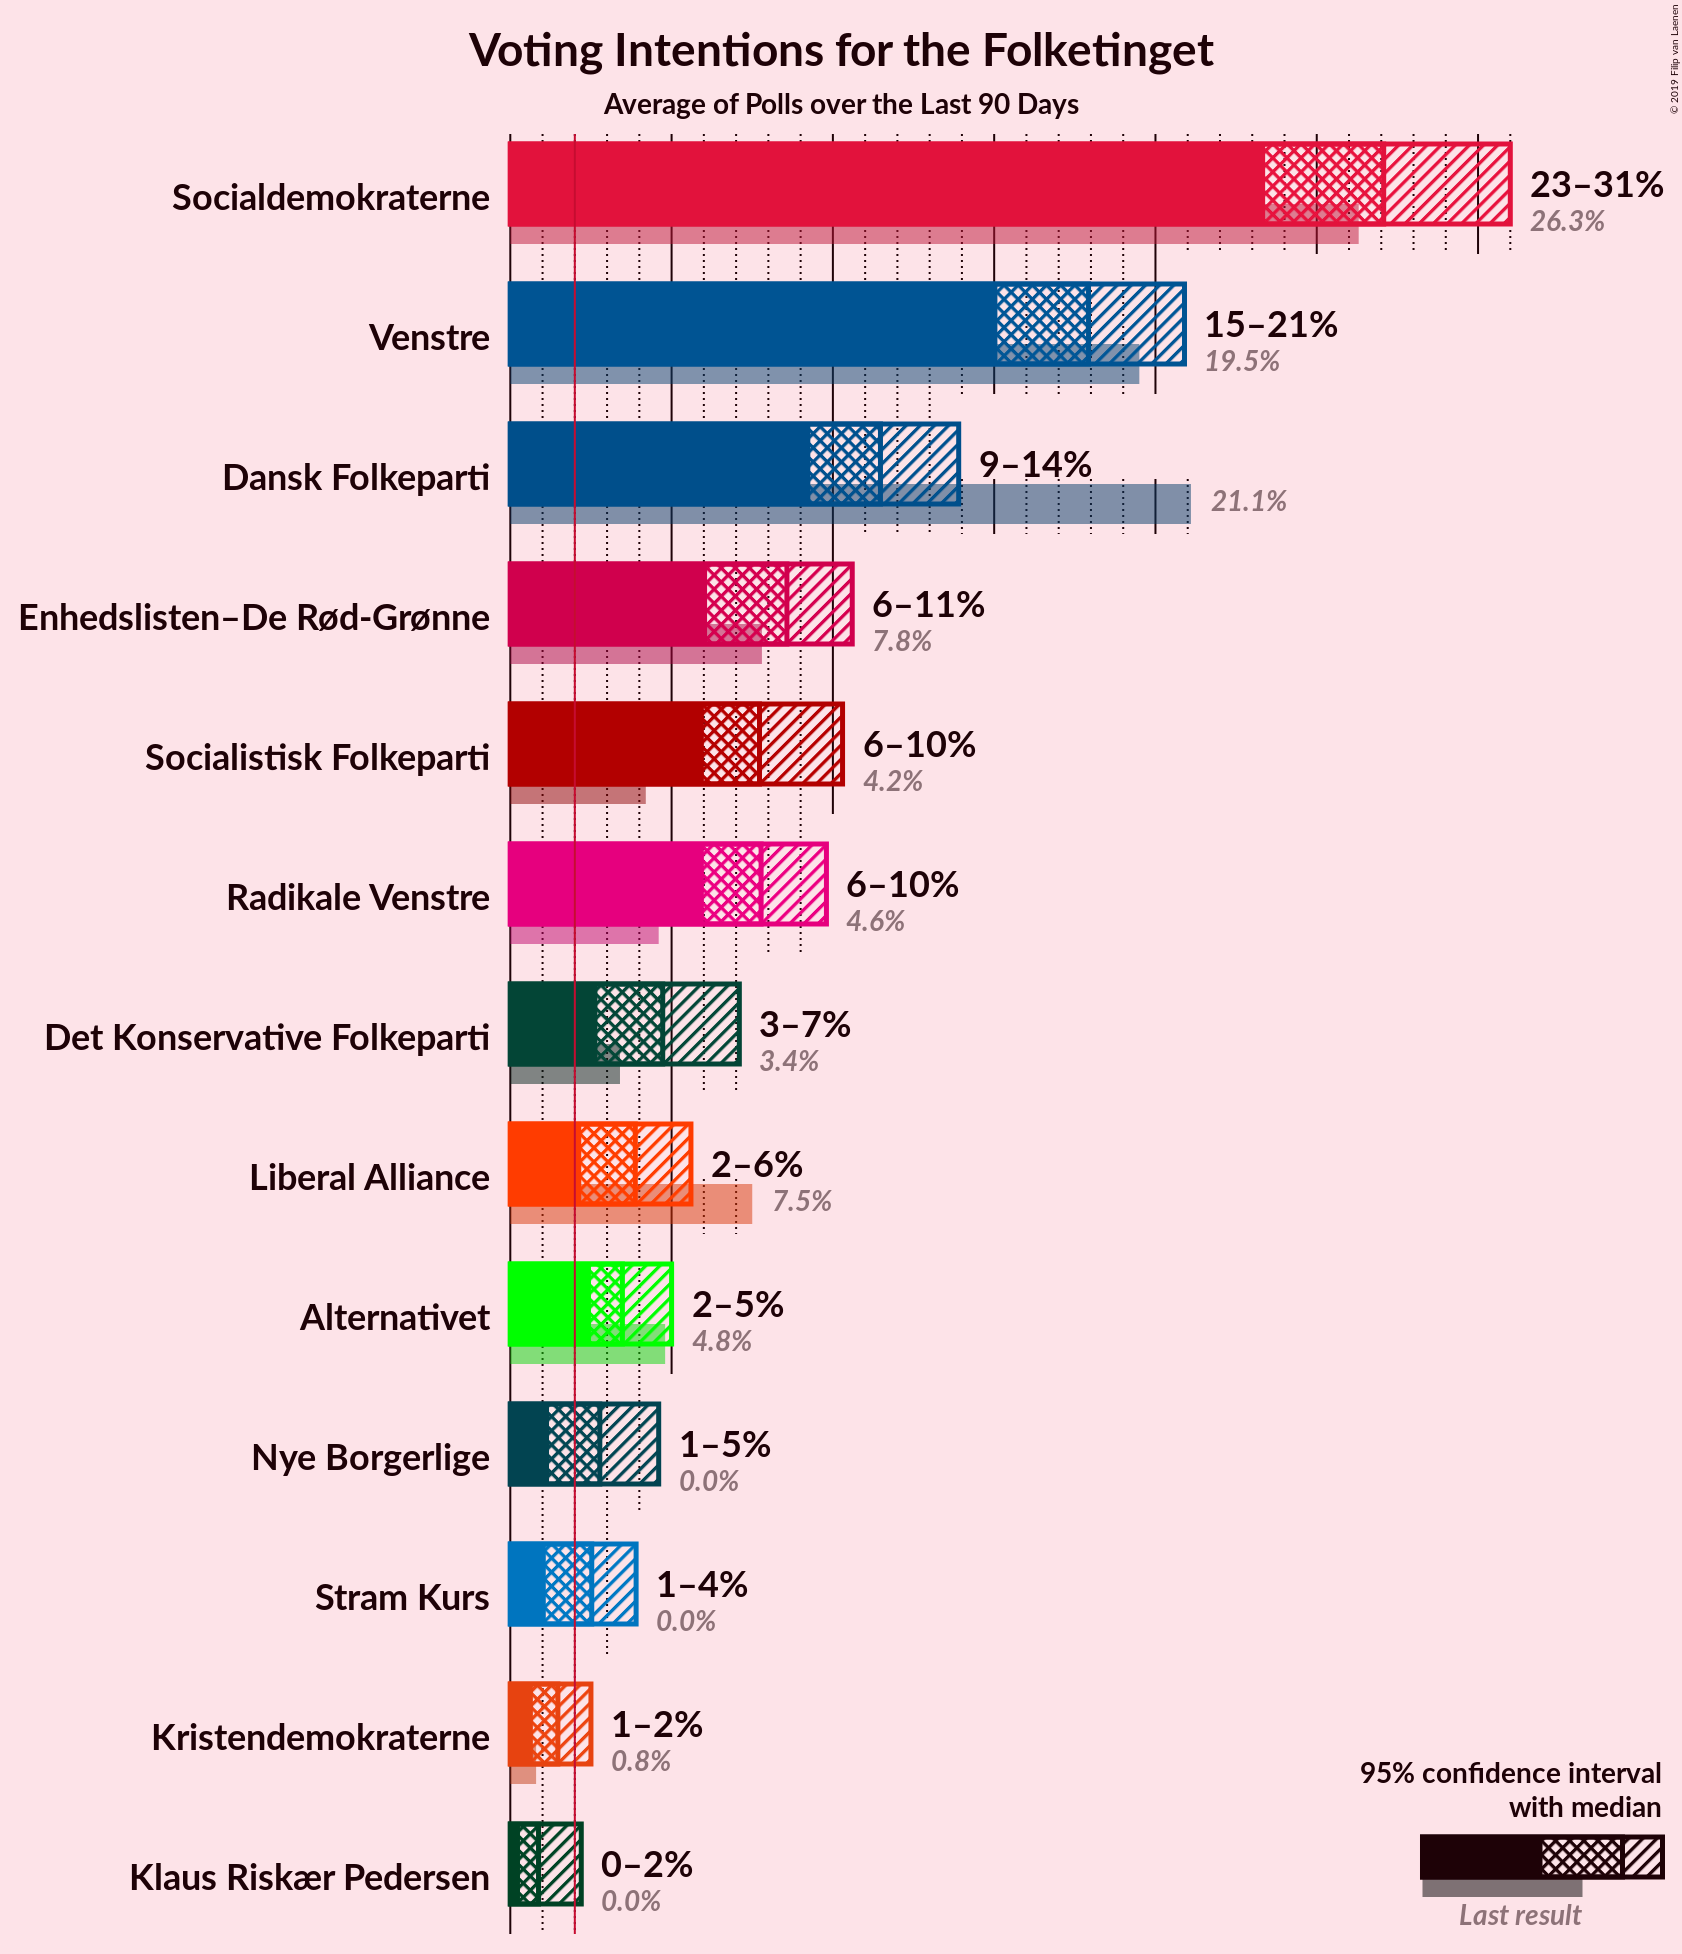 © 2019 Filip van Laenen
Voting Intentions for the Folketinget
Average of Polls over the Last 90 Days
Socialdemokraterne
23–31%
26.3%
Venstre
15–21%
19.5%
Dansk Folkeparti
9–14%
21.1%
Enhedslisten–De Rød-Grønne
6–11%
7.8%
Socialistisk Folkeparti
6–10%
4.2%
Radikale Venstre
6–10%
4.6%
Det Konservative Folkeparti
3–7%
3.4%
Liberal Alliance
2–6%
7.5%
Alternativet
2–5%
4.8%
Nye Borgerlige
1–5%
0.0%
Stram Kurs
1–4%
0.0%
Kristendemokraterne
1–2%
0.8%
Klaus Riskær Pedersen
0–2%
0.0%
95% confidence interval
with median
Last result